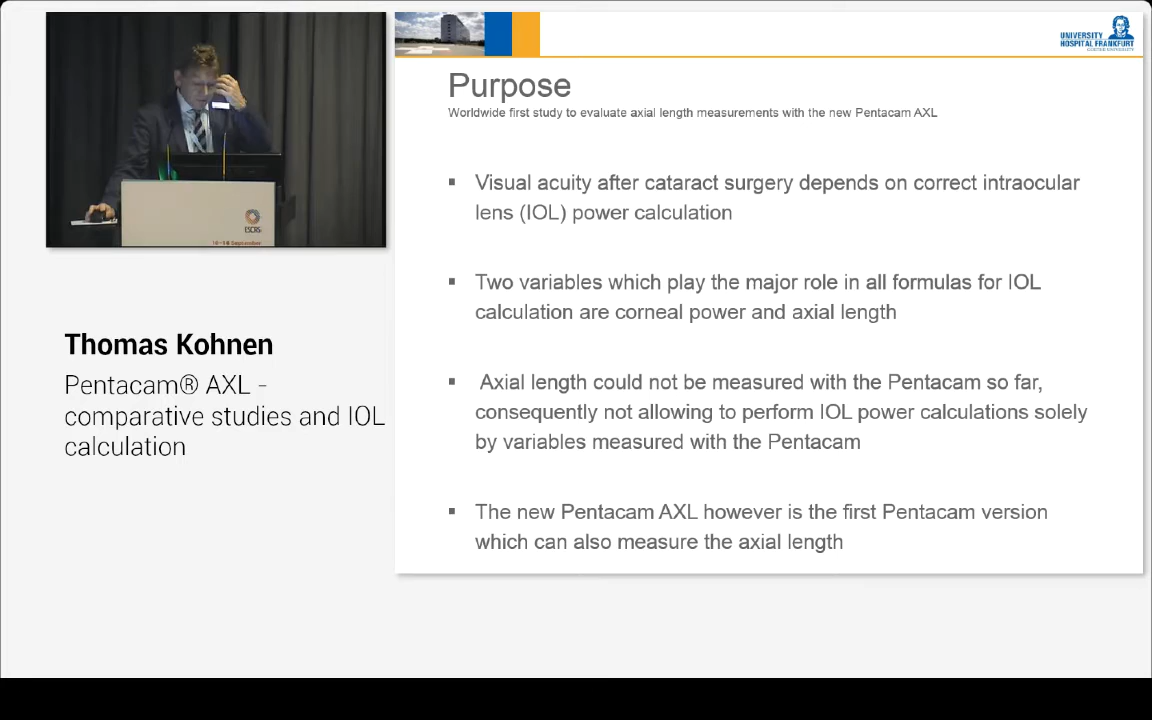 UNIVERSITY
HOSPITAL FRANKFURT
Purpose
Worldwide first study to evaluate axial length measurements with the new Pentacam AXL
▪ Visual acuity after cataract surgery depends on correct intraocular
lens (IOL) power calculation
▪ Two variables which play the major role in all formulas for IOL
calculation are corneal power and axial length
▪ Axial length could not be measured with the Pentacam so far,
consequently not allowing to perform IOL power calculations solely
by variables measured with the Pentacam
▪ The new Pentacam AXL however is the first Pentacam version
which can also measure the axial length
ESCRS
Thomas Kohnen
Pentacam® AXL -
comparative studies and IOL
calculation